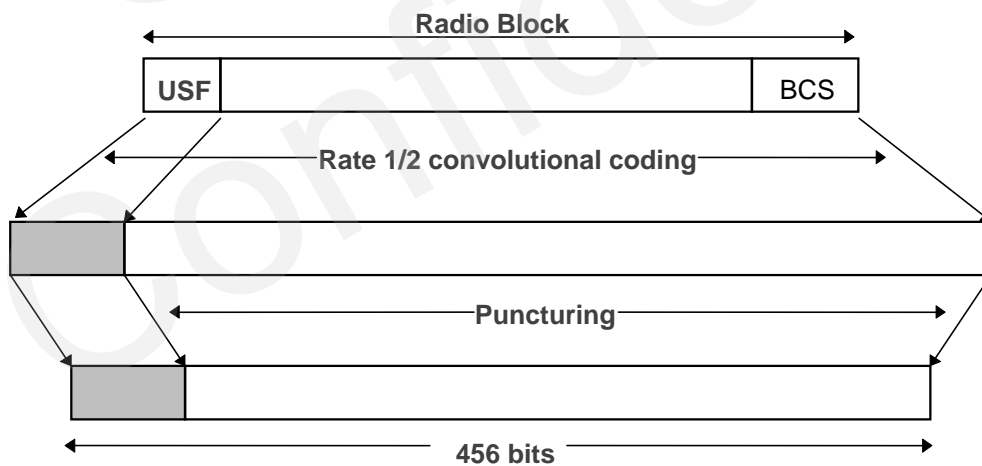 Radio Block
USF
BCS
Rate 1/2 convolutional coding
Puncturing
456 bits